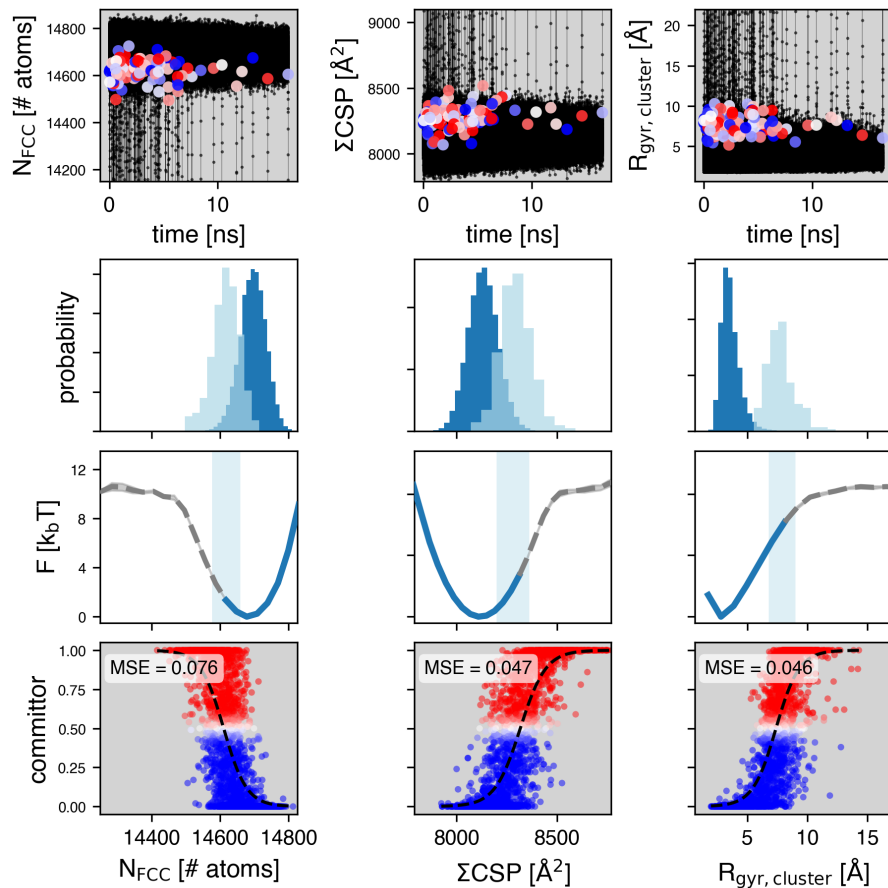 14800
14600
14400
14200
N_FCC [# atoms]
0
10
time [ns]
9000
8500
8000
ΣCSP [Å²]
0
10
time [ns]
20
15
10
5
R_gyr, cluster [Å]
0
10
time [ns]
probability
12
8
4
0
F [k_bT]
1.00
0.75
0.50
0.25
0.00
committor
MSE = 0.076
MSE = 0.047
MSE = 0.046
14400
14600
14800
N_FCC [# atoms]
8000
8500
ΣCSP [Å²]
5
10
15
R_gyr, cluster [Å]